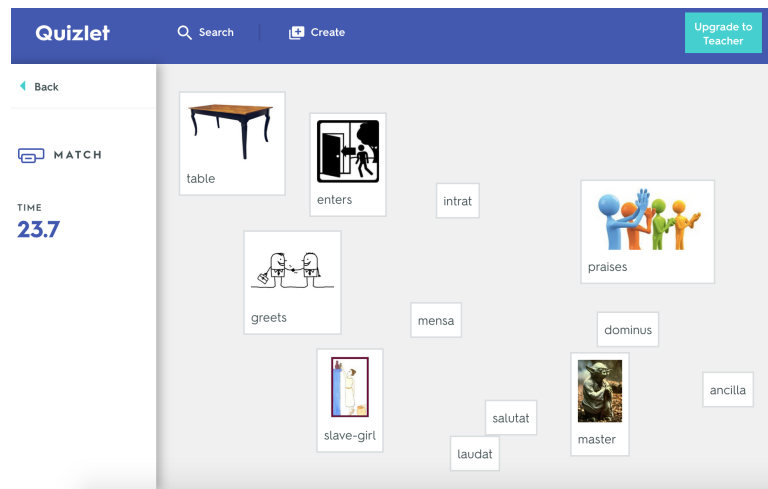 Quizlet
Search
Create
Upgrade to
Teacher
Back
MATCH
TIME
23.7
table
enters
intrat
praises
greets
mensa
dominus
slave-girl
salutat
master
ancilla
laudat